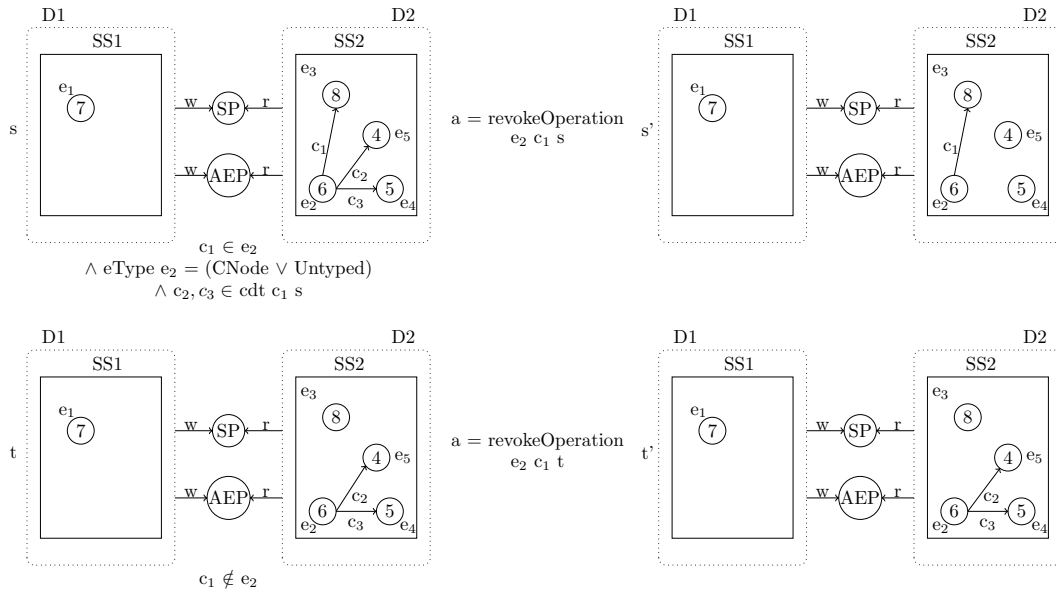 D1 D2 D1 D2
SS1 SS2 SS1 SS2
e₃ e₃
e₁ 8 e₁ 8
7 w SP r 7 w SP r
a = revokeOperation
e₂ c₁ s
s c₁ 4 e₅ s' c₁ 4 e₅
w AEP r c₂ w AEP r
6 c₃ 5 6 5
e₂ e₄ e₂ e₄
c₁ ∈ e₂
∧ eType e₂ = (CNode ∨ Untyped)
∧ c₂, c₃ ∈ cdt c₁ s
D1 D2 D1 D2
SS1 SS2 SS1 SS2
e₃ e₃
e₁ 8 e₁ 8
7 w SP r 7 w SP r
a = revokeOperation
e₂ c₁ t
t 4 e₅ t' 4 e₅
w AEP r c₂ w AEP r c₂
6 c₃ 5 6 c₃ 5
e₂ e₄ e₂ e₄
c₁ ∉ e₂